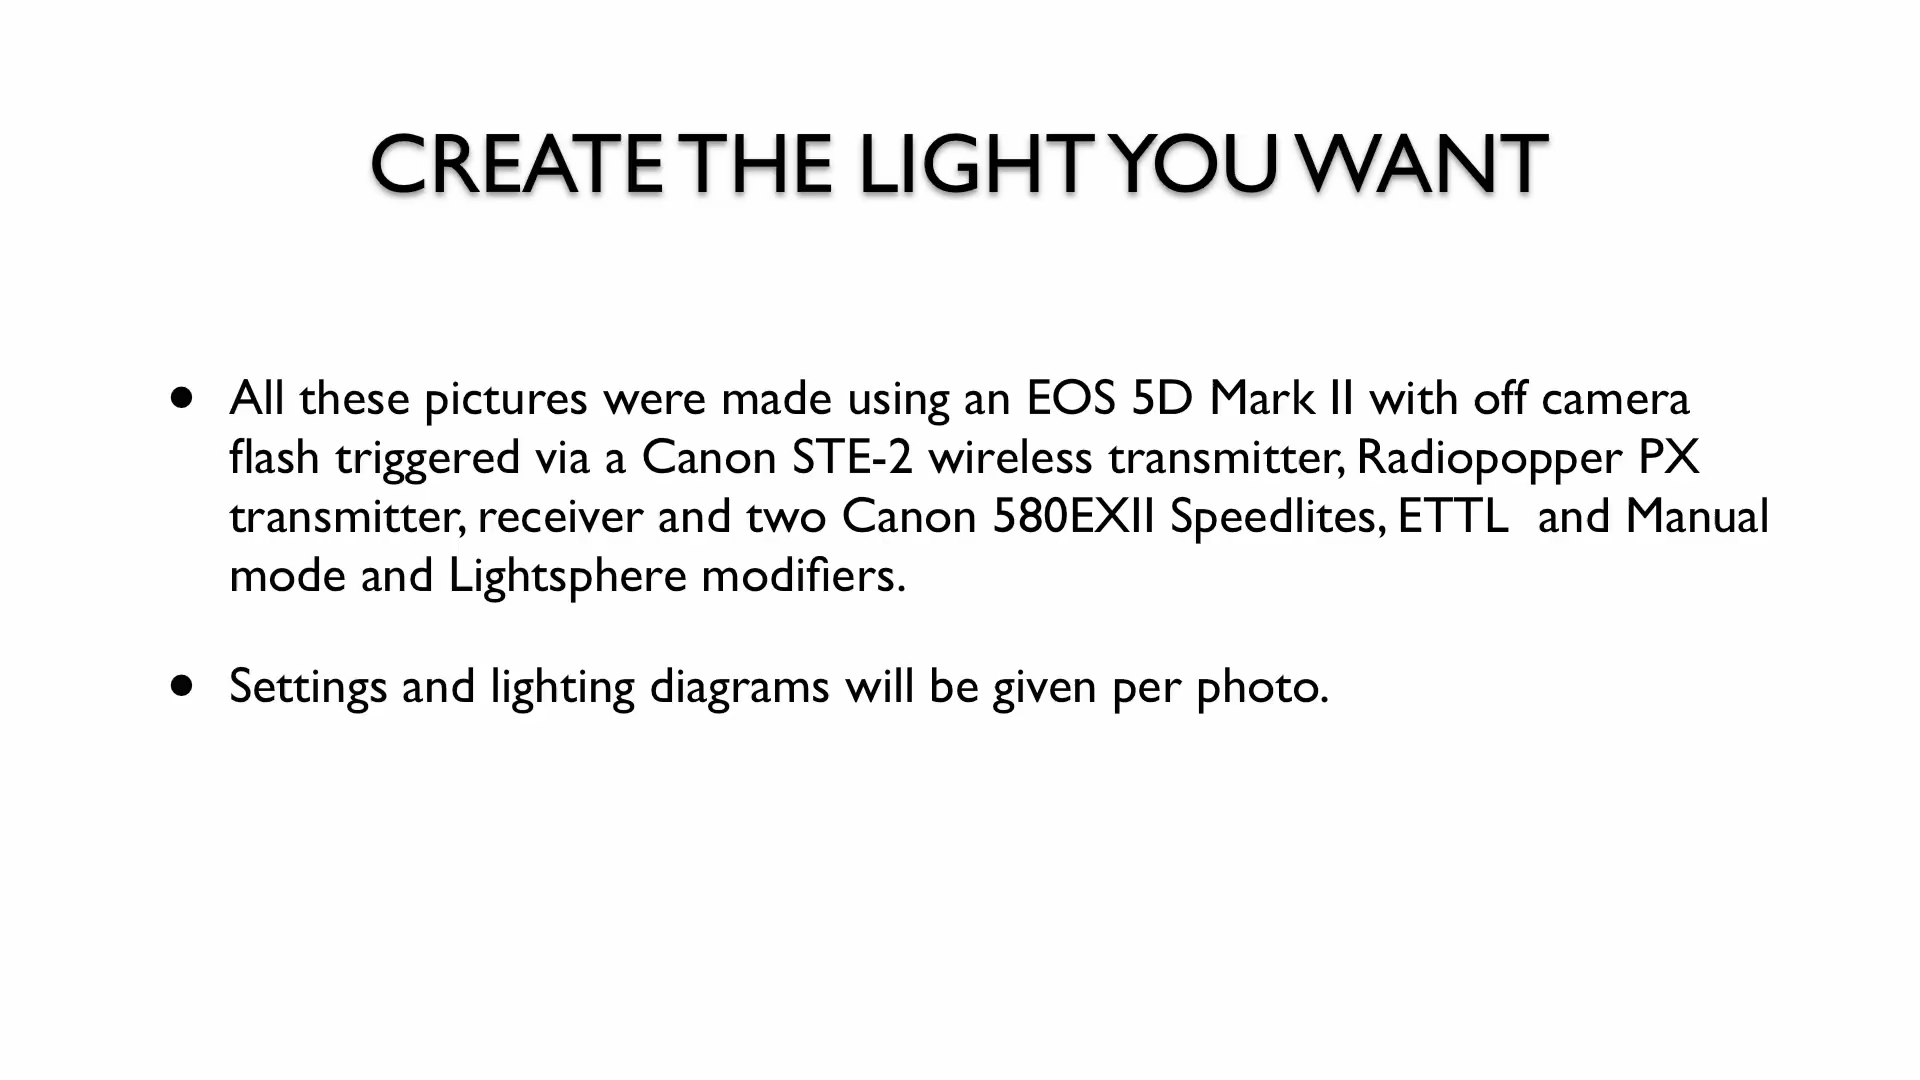 CREATE THE LIGHT YOU WANT
• All these pictures were made using an EOS 5D Mark II with off camera
flash triggered via a Canon STE-2 wireless transmitter, Radiopopper PX
transmitter, receiver and two Canon 580EXII Speedlites, ETTL  and Manual
mode and Lightsphere modifiers.
• Settings and lighting diagrams will be given per photo.